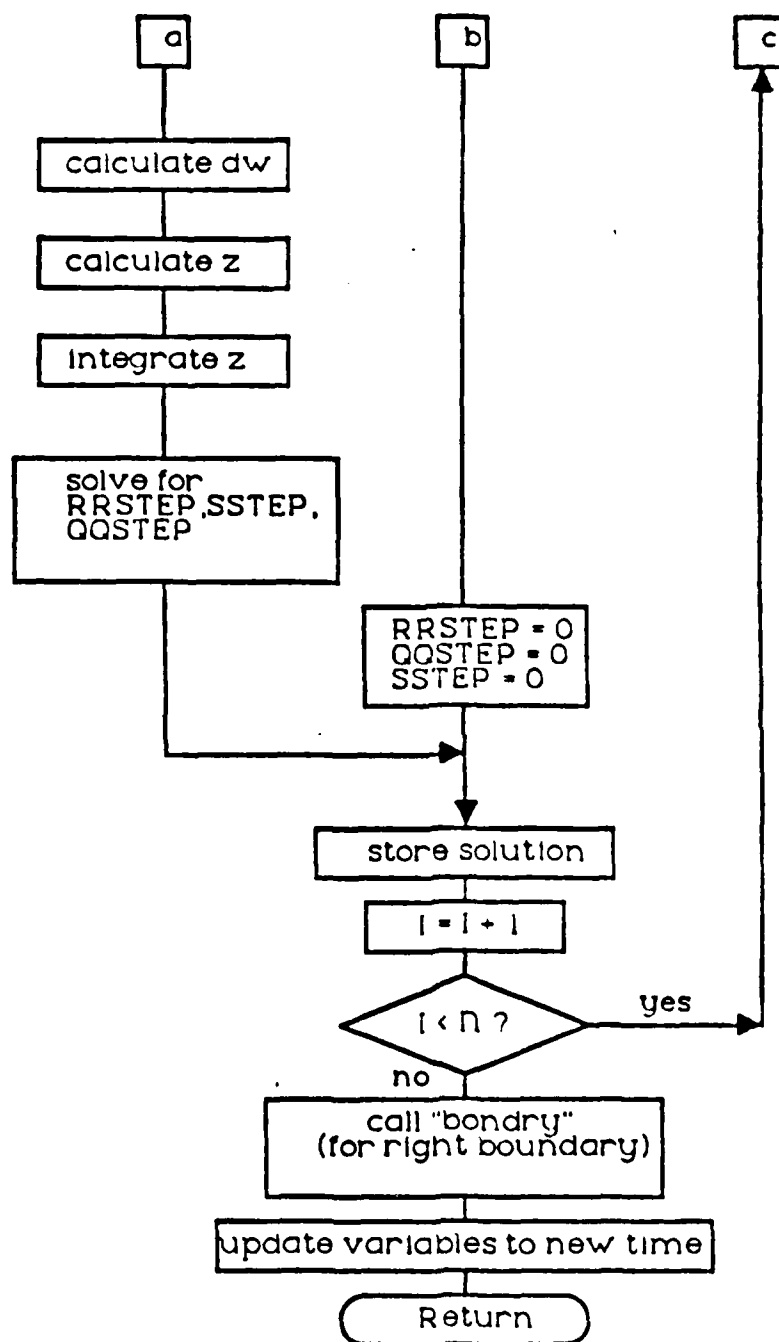 a
b
c
calculate dw
calculate z
integrate z
solve for
RRSTEP, SSTEP,
QQSTEP
RRSTEP = 0
QQSTEP = 0
SSTEP = 0
store solution
I = I + 1
I < N ?
yes
no
call "bondry"
(for right boundary)
update variables to new time
Return